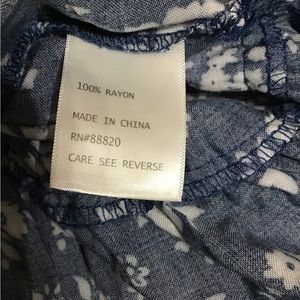 100% RAYON
MADE IN CHINA
RN#88820
CARE SEE REVERSE